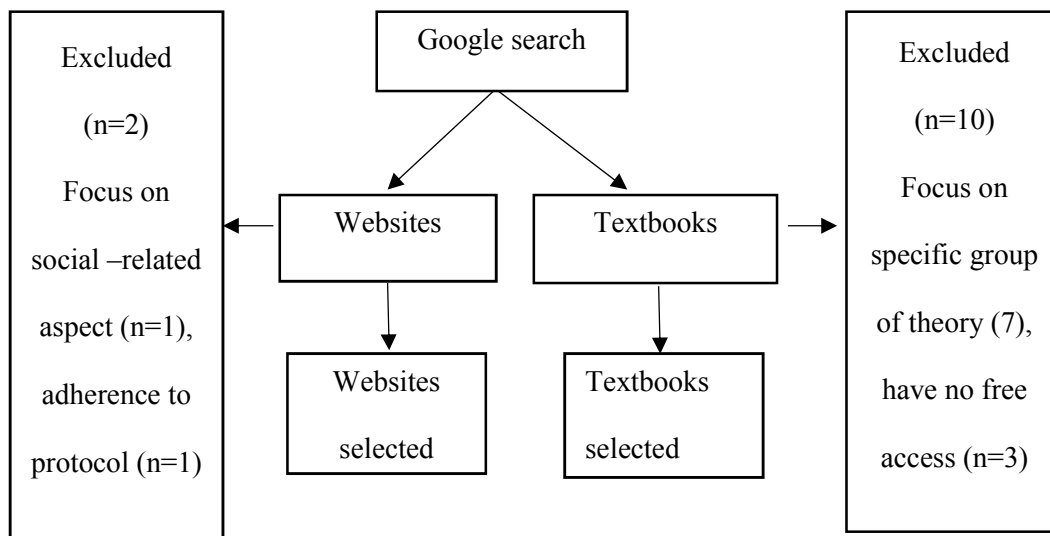 Google search
Excluded
(n=2)
Focus on
social –related
aspect (n=1),
adherence to
protocol (n=1)
Websites
Textbooks
Excluded
(n=10)
Focus on
specific group
of theory (7),
have no free
access (n=3)
Websites
selected
Textbooks
selected